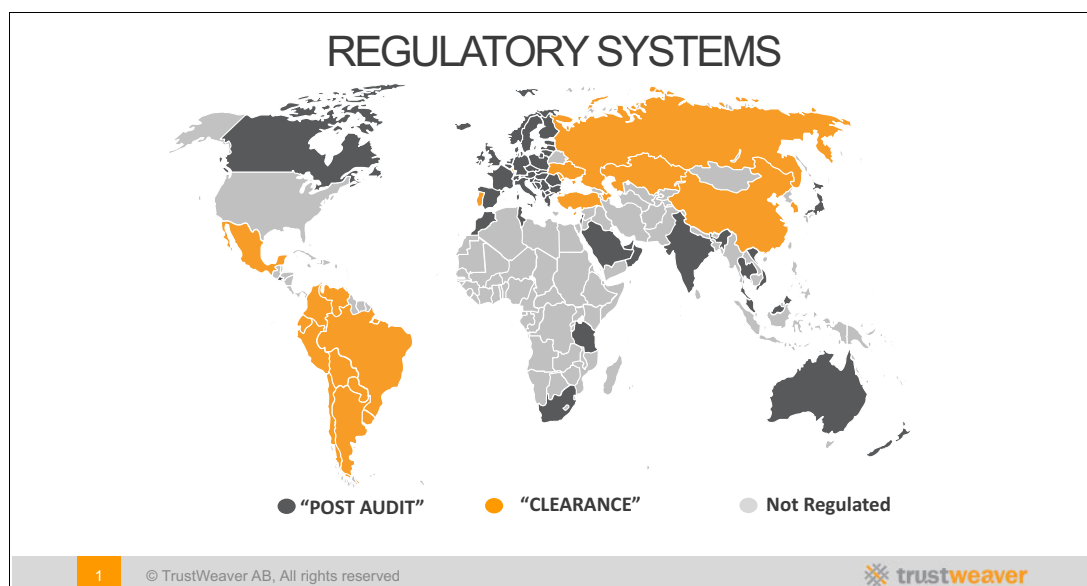 REGULATORY SYSTEMS
“POST AUDIT” “CLEARANCE” Not Regulated
1 © TrustWeaver AB, All rights reserved trustweaver